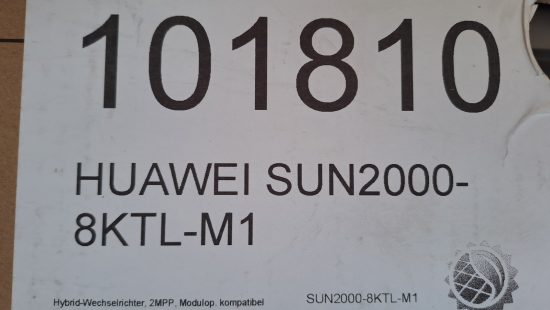 101810
HUAWEI SUN2000-
8KTL-M1
Hybrid-Wechselrichter, 2MPP, Modulop. kompatibel
SUN2000-8KTL-M1